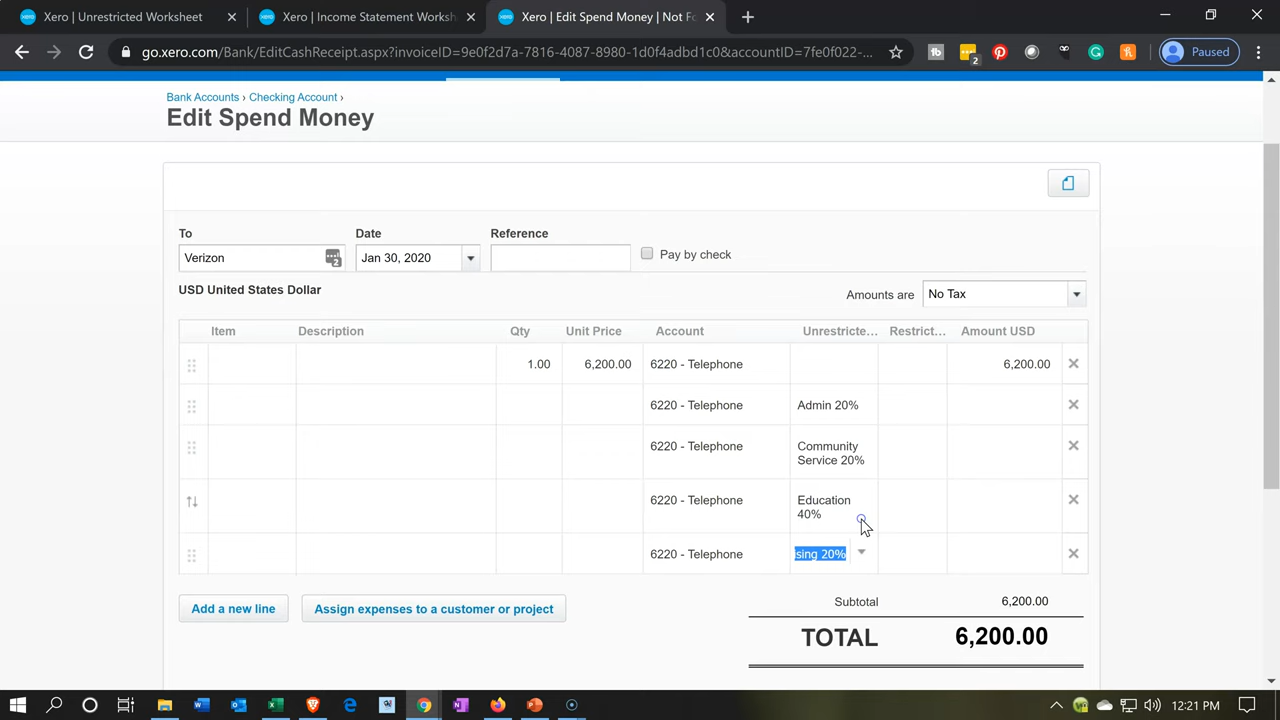 Xero | Unrestricted Worksheet
Xero | Income Statement Worksh
Xero | Edit Spend Money | Not Fo
go.xero.com/Bank/EditCashReceipt.aspx?invoiceID=9e0f2d7a-7816-4087-8980-1d0f4adbd1c0&accountID=7fe0f022-...
2
Paused
Bank Accounts › Checking Account ›
Edit Spend Money
To
Date
Reference
Verizon
2
Jan 30, 2020
Pay by check
USD United States Dollar
Amounts are
No Tax
Item
Description
Qty
Unit Price
Account
Unrestricte...
Restrict...
Amount USD
1.00
6,200.00
6220 - Telephone
6,200.00
6220 - Telephone
Admin 20%
6220 - Telephone
Community
Service 20%
6220 - Telephone
Education
40%
6220 - Telephone
sing 20%
Add a new line
Assign expenses to a customer or project
Subtotal
6,200.00
TOTAL
6,200.00
12:21 PM